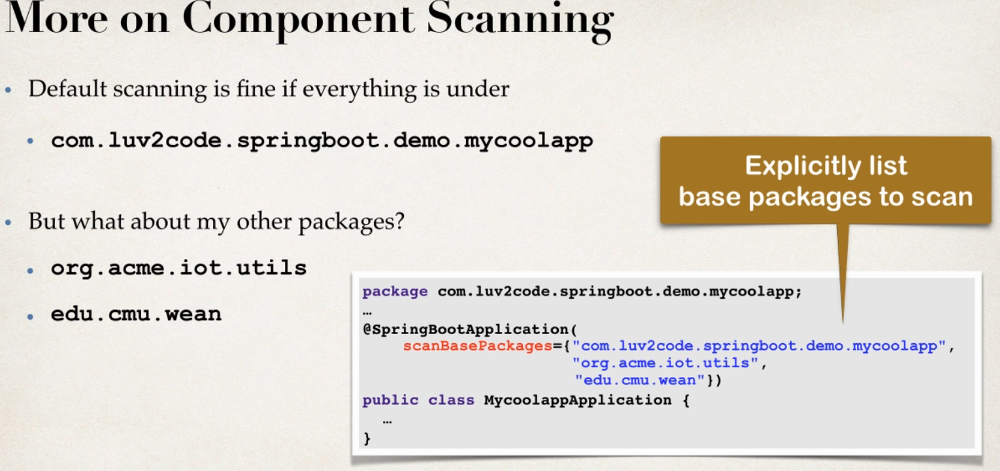 More on Component Scanning
• Default scanning is fine if everything is under
• com.luv2code.springboot.demo.mycoolapp
• But what about my other packages?
• org.acme.iot.utils
• edu.cmu.wean
Explicitly list
base packages to scan
package com.luv2code.springboot.demo.mycoolapp;
…
@SpringBootApplication(
scanBasePackages={"com.luv2code.springboot.demo.mycoolapp",
"org.acme.iot.utils",
"edu.cmu.wean"})
public class MycoolappApplication {
…
}